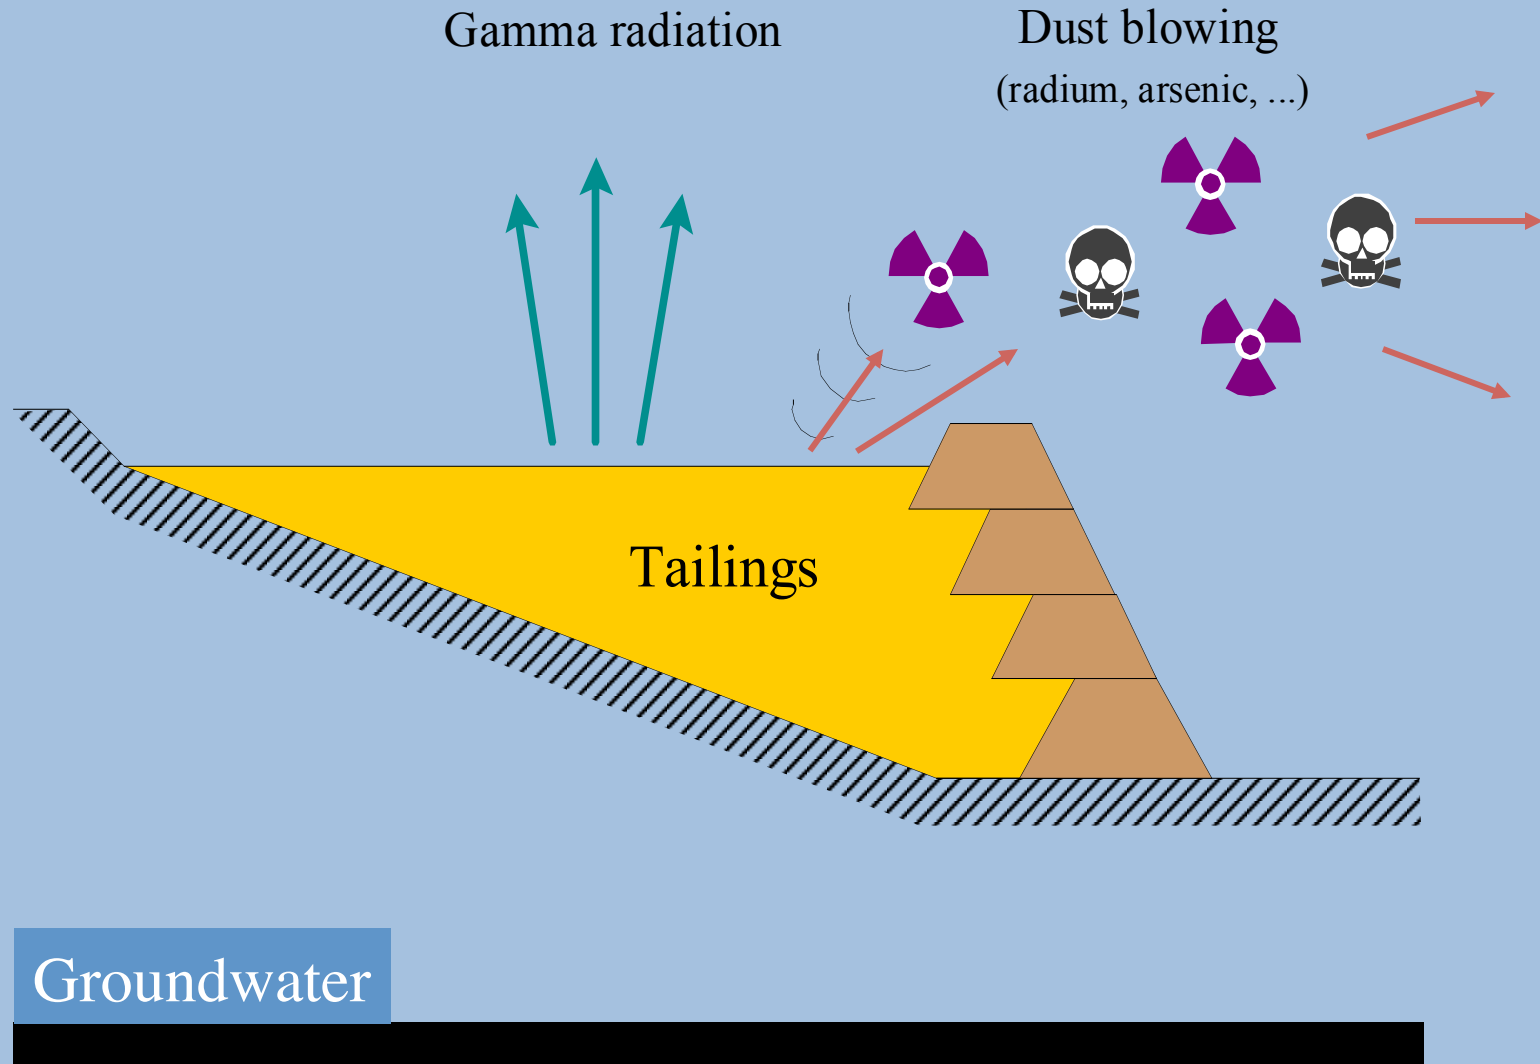 Gamma radiation
Dust blowing
(radium, arsenic, ...)
Tailings
Groundwater